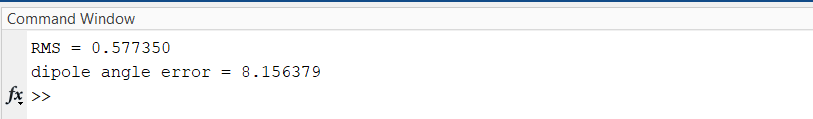 Command Window
RMS = 0.577350
dipole angle error = 8.156379
fx >>